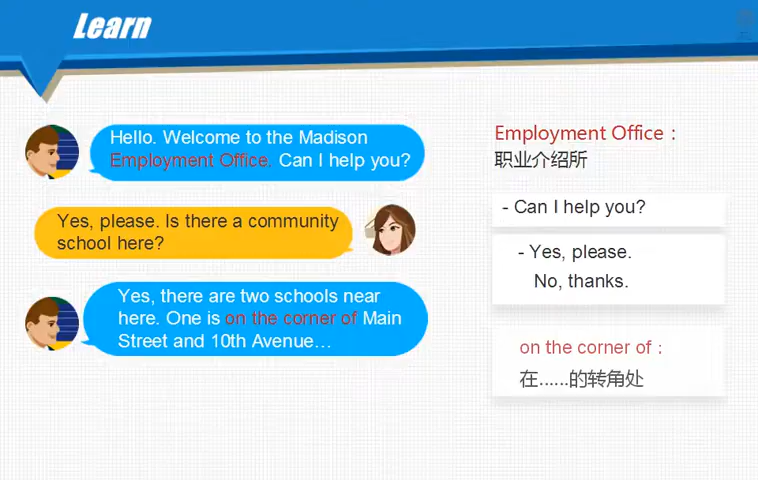 Learn
Hello. Welcome to the Madison
Employment Office. Can I help you?
Yes, please. Is there a community
school here?
Yes, there are two schools near
here. One is on the corner of Main
Street and 10th Avenue…
Employment Office：
职业介绍所
- Can I help you?
- Yes, please.
No, thanks.
on the corner of：
在......的转角处